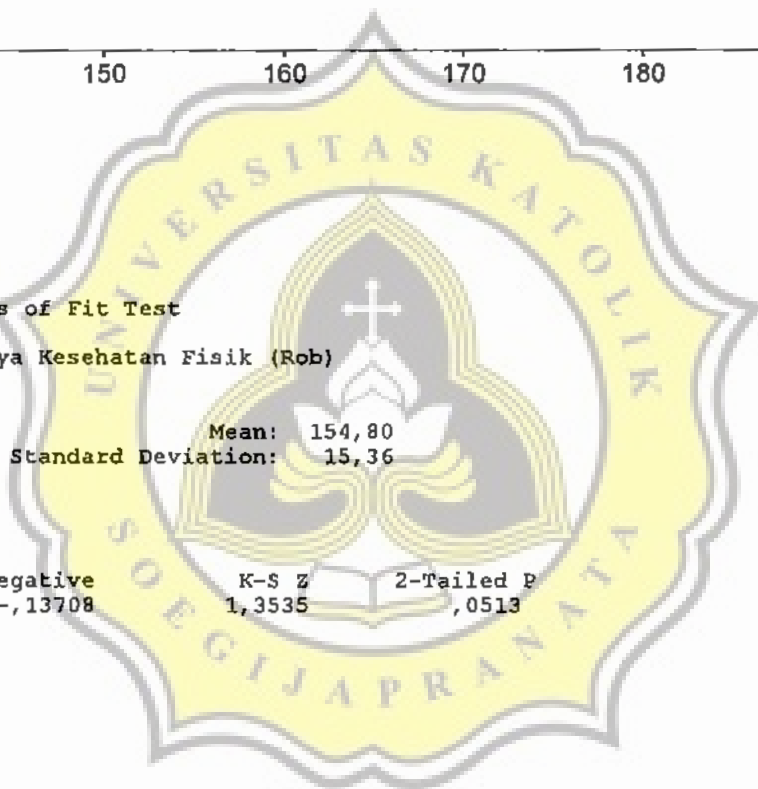 150 160 170 180
s of Fit Test
ya Kesehatan Fisik (Rob)
Mean: 154,80
Standard Deviation: 15,36
egative K-S Z 2-Tailed P
-,13708 1,3535 ,0513
UNIVERSITAS KATOLIK
SOEGIJAPRANATA